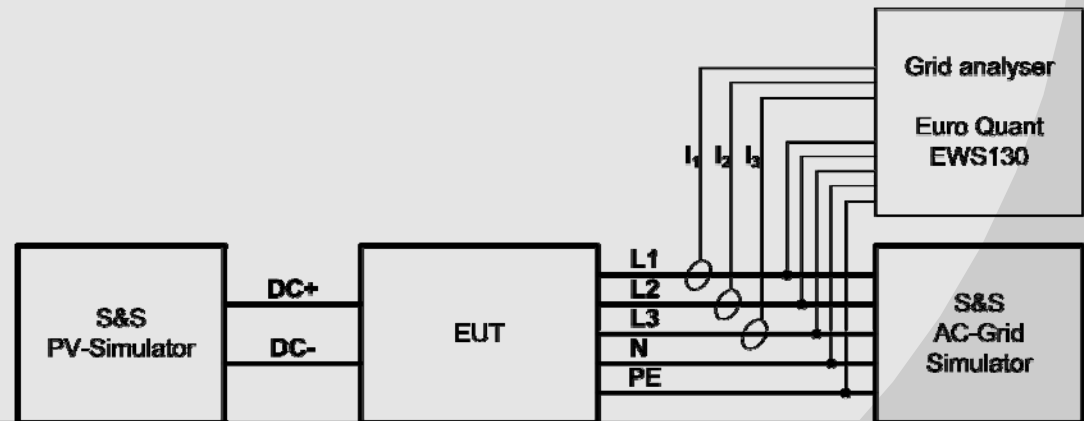 Grid analyser
Euro Quant
EWS130
I₁ I₂ I₃
S&S
PV-Simulator
DC+
DC-
EUT
L1
L2
L3
N
PE
S&S
AC-Grid
Simulator